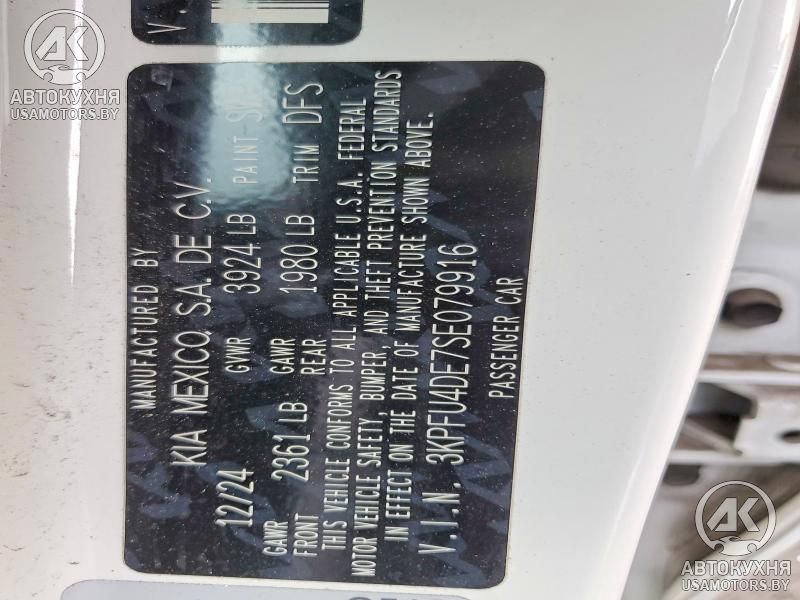 MANUFACTURED BY
KIA MEXICO, S.A. DE C.V.
12/24 GVWR 3924 LB PAINT-
GAWR FRONT 2361 LB GAWR REAR 1980 LB TRIM DFS
THIS VEHICLE CONFORMS TO ALL APPLICABLE U.S.A. FEDERAL
MOTOR VEHICLE SAFETY, BUMPER, AND THEFT PREVENTION STANDARDS
IN EFFECT ON THE DATE OF MANUFACTURE SHOWN ABOVE.
V.I.N. 3KPFU4DE7SE079916
PASSENGER CAR
АК
АВТОКУХНЯ
USAMOTORS.BY
АК
АВТОКУХНЯ
USAMOTORS.BY